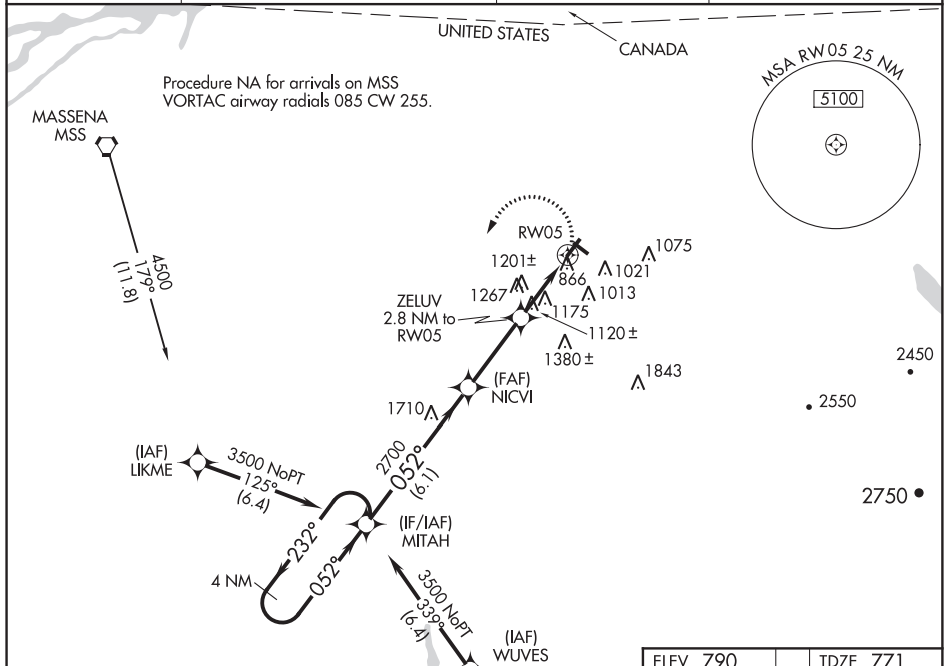 UNITED STATES
CANADA
Procedure NA for arrivals on MSS
VORTAC airway radials 085 CW 255.
MSA RW 05 25 NM
5100
MASSENA
MSS
4500
179°
(11.8)
RW05
1075
1021
866
1013
1201±
1267
1175
ZELUV
2.8 NM to
RW05
1120±
1380±
1843
2450
2550
(FAF)
NICVI
1710
2700
052°
(6.1)
(IAF)
LIKME
3500 NoPT
125°
(6.4)
2750
(IF/IAF)
MITAH
232°
052°
4 NM
3500 NoPT
339°
(6.4)
(IAF)
WUVES
ELEV 790
TDZE 771